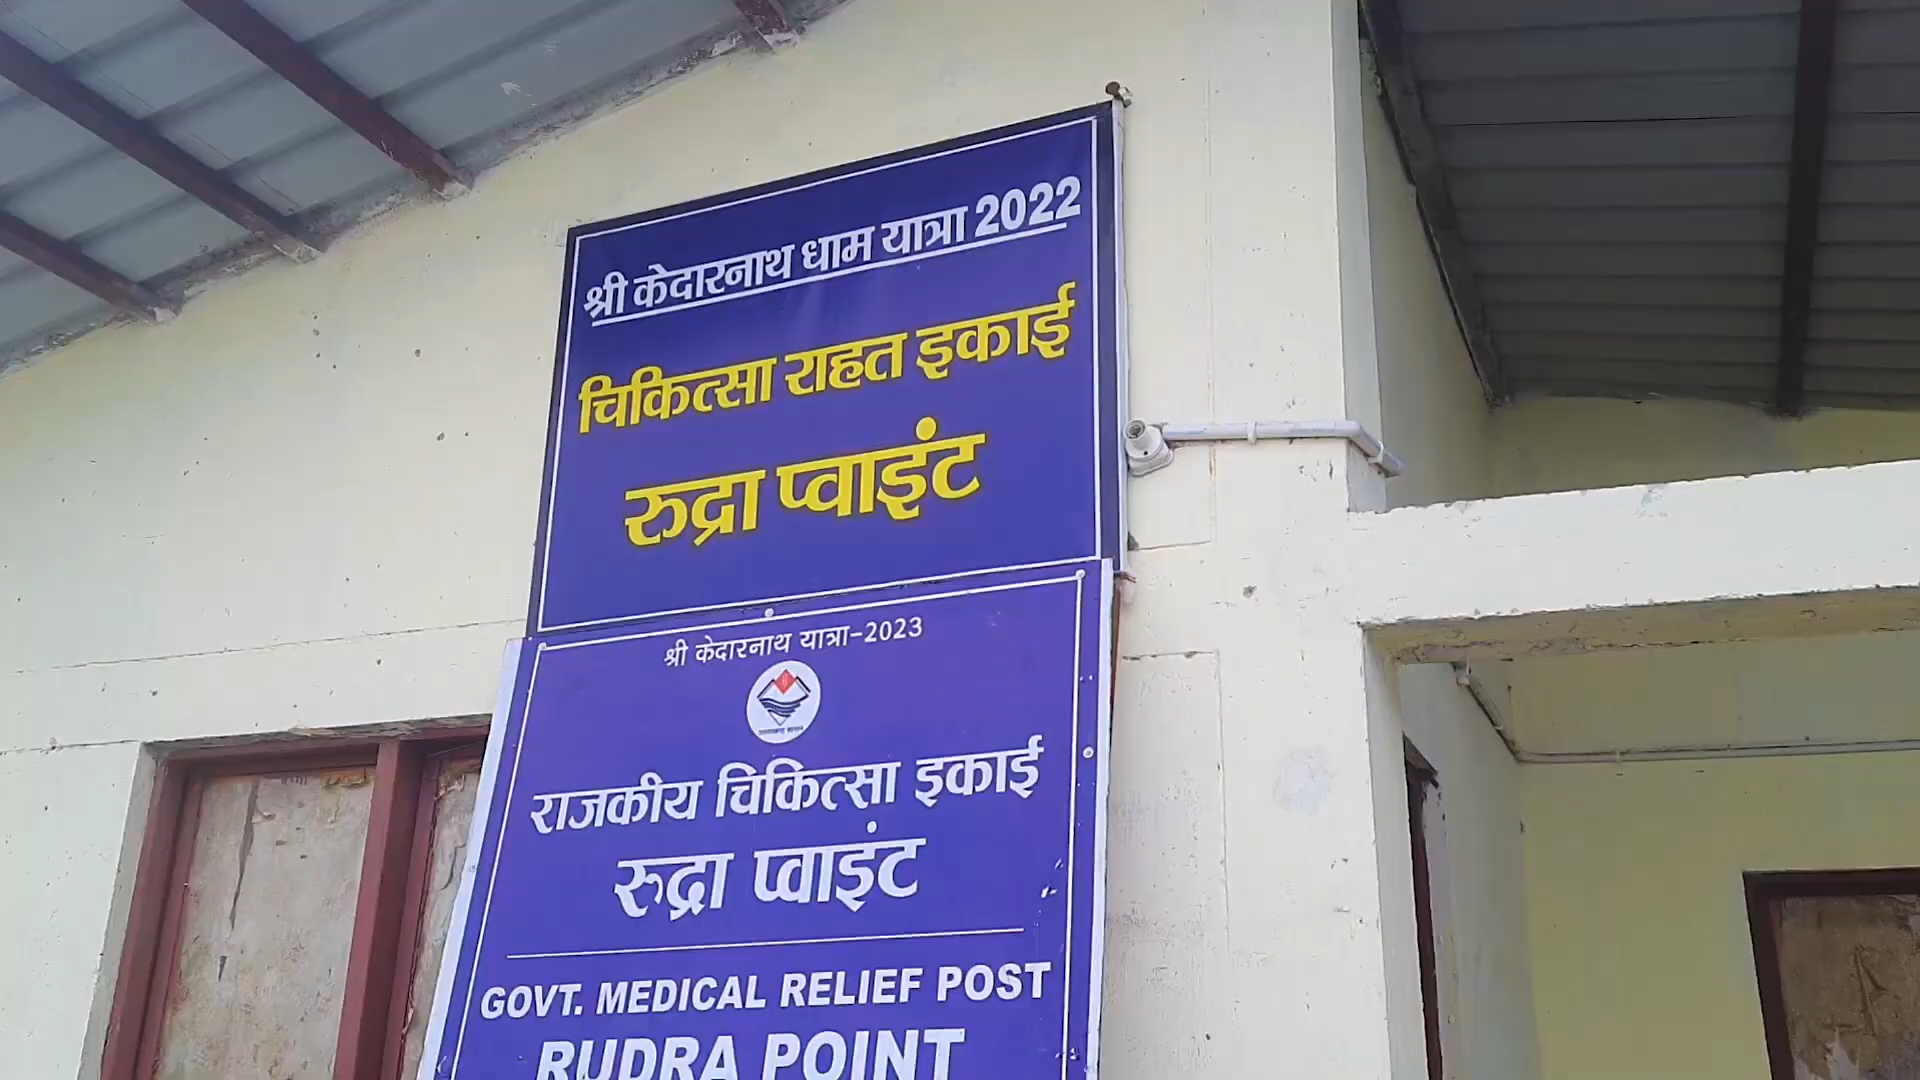 श्री केदारनाथ धाम यात्रा 2022
चिकित्सा राहत इकाई
रुद्रा प्वाइंट
श्री केदारनाथ यात्रा-2023
राजकीय चिकित्सा इकाई
रुद्रा प्वाइंट
GOVT. MEDICAL RELIEF POST
RUDRA POINT